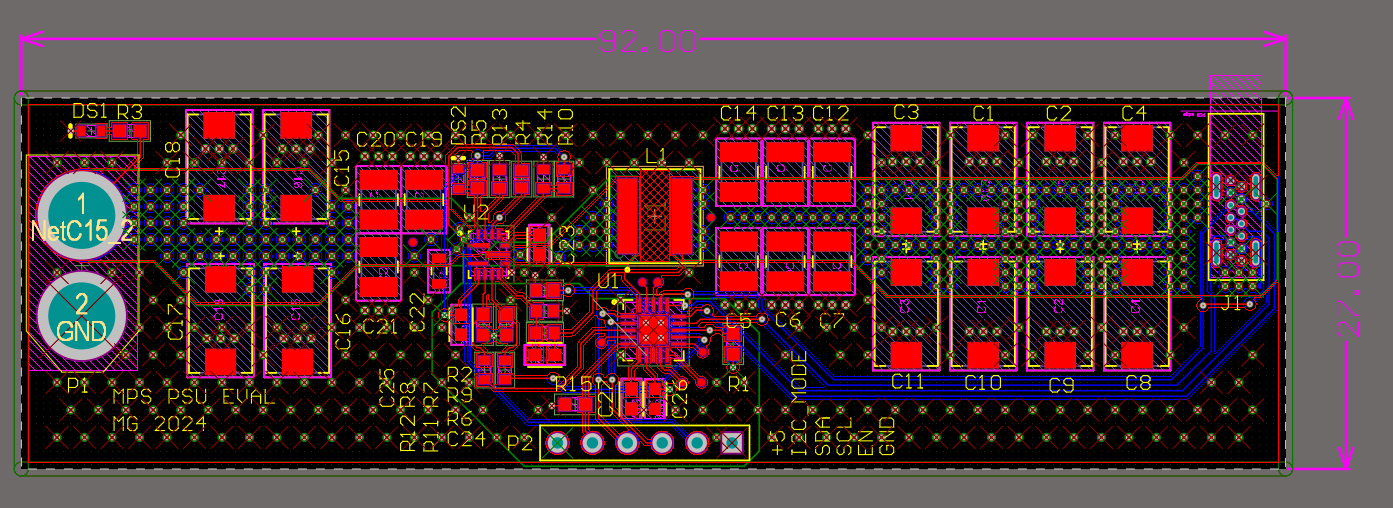 92.00
DS1 R3
C18
C15
C20 C19
DS2
R5
R13
R4
R14
R10
L1
C14 C13 C12
C3 C1 C2 C4
1
NetC15_2
2
GND
P1
U2
C23
U1
C17
C16
C21
C22
C5
C6 C7
R1
C11 C10 C9 C8
J1
27.00
MPS PSU EVAL
MG 2024
C25
R12 R8
R11 R7
R2
R9
R6
C24
R15
C27
C26
P2
+5
I2C MODE
SDA
SCL
EN
GND